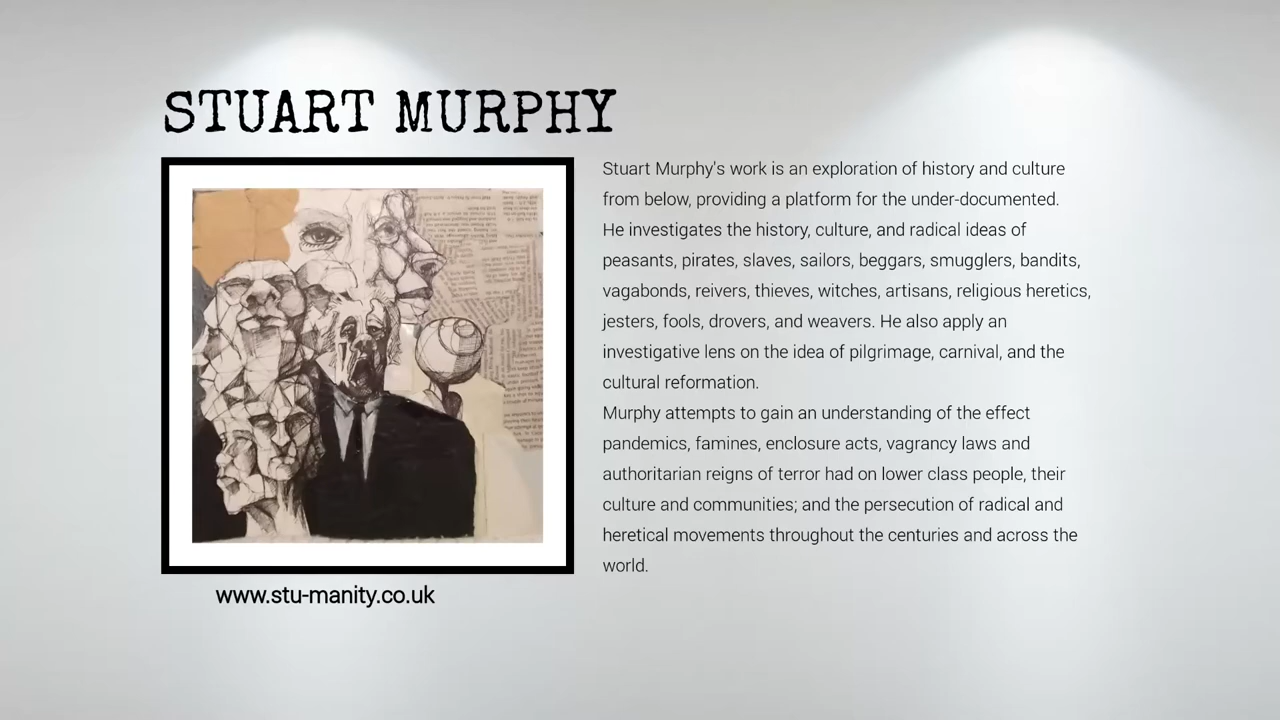 STUART MURPHY
Stuart Murphy's work is an exploration of history and culture
from below, providing a platform for the under-documented.
He investigates the history, culture, and radical ideas of
peasants, pirates, slaves, sailors, beggars, smugglers, bandits,
vagabonds, reivers, thieves, witches, artisans, religious heretics,
jesters, fools, drovers, and weavers. He also apply an
investigative lens on the idea of pilgrimage, carnival, and the
cultural reformation.
Murphy attempts to gain an understanding of the effect
pandemics, famines, enclosure acts, vagrancy laws and
authoritarian reigns of terror had on lower class people, their
culture and communities; and the persecution of radical and
heretical movements throughout the centuries and across the
world.
www.stu-manity.co.uk